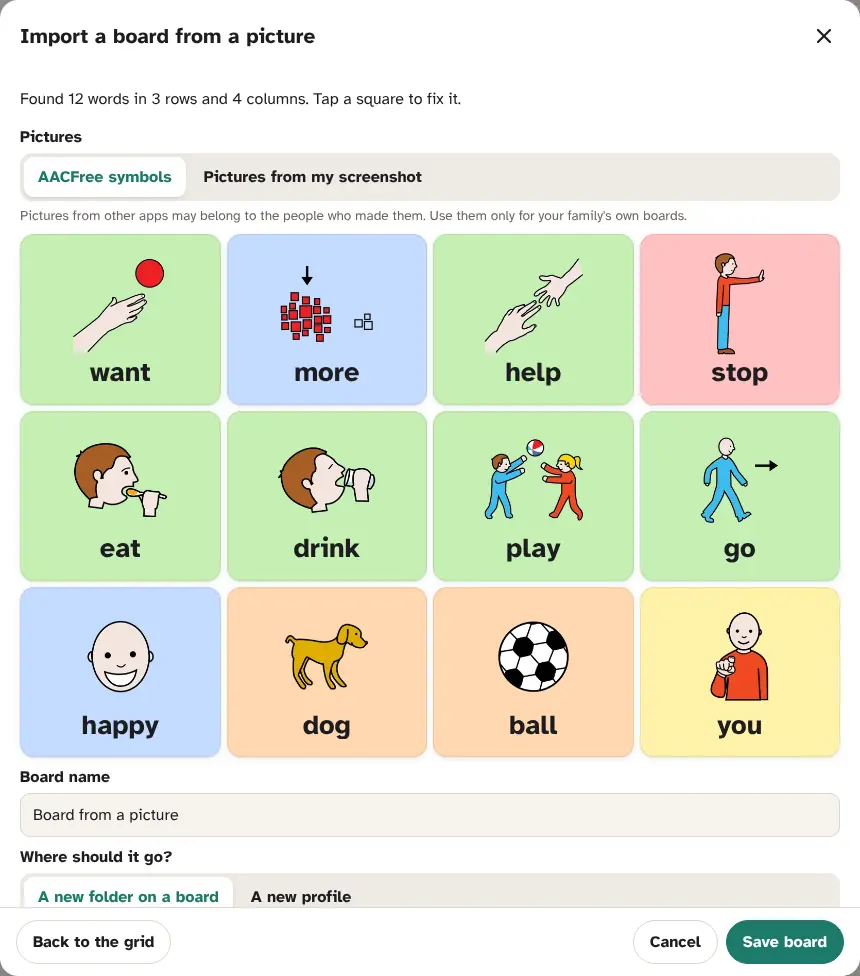 Import a board from a picture
Found 12 words in 3 rows and 4 columns. Tap a square to fix it.
Pictures
AACFree symbols
Pictures from my screenshot
Pictures from other apps may belong to the people who made them. Use them only for your family's own boards.
want
more
help
stop
eat
drink
play
go
happy
dog
ball
you
Board name
Board from a picture
Where should it go?
A new folder on a board
A new profile
Back to the grid
Cancel
Save board